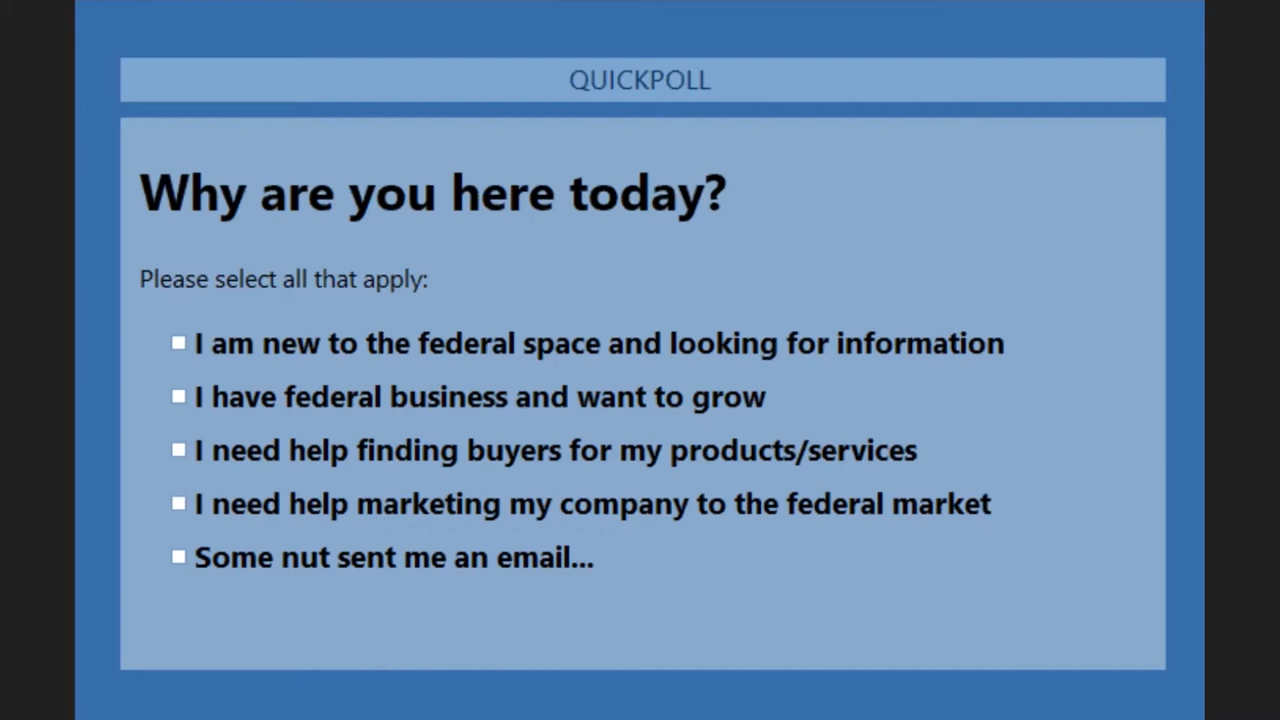 QUICKPOLL
Why are you here today?
Please select all that apply:
I am new to the federal space and looking for information
I have federal business and want to grow
I need help finding buyers for my products/services
I need help marketing my company to the federal market
Some nut sent me an email...